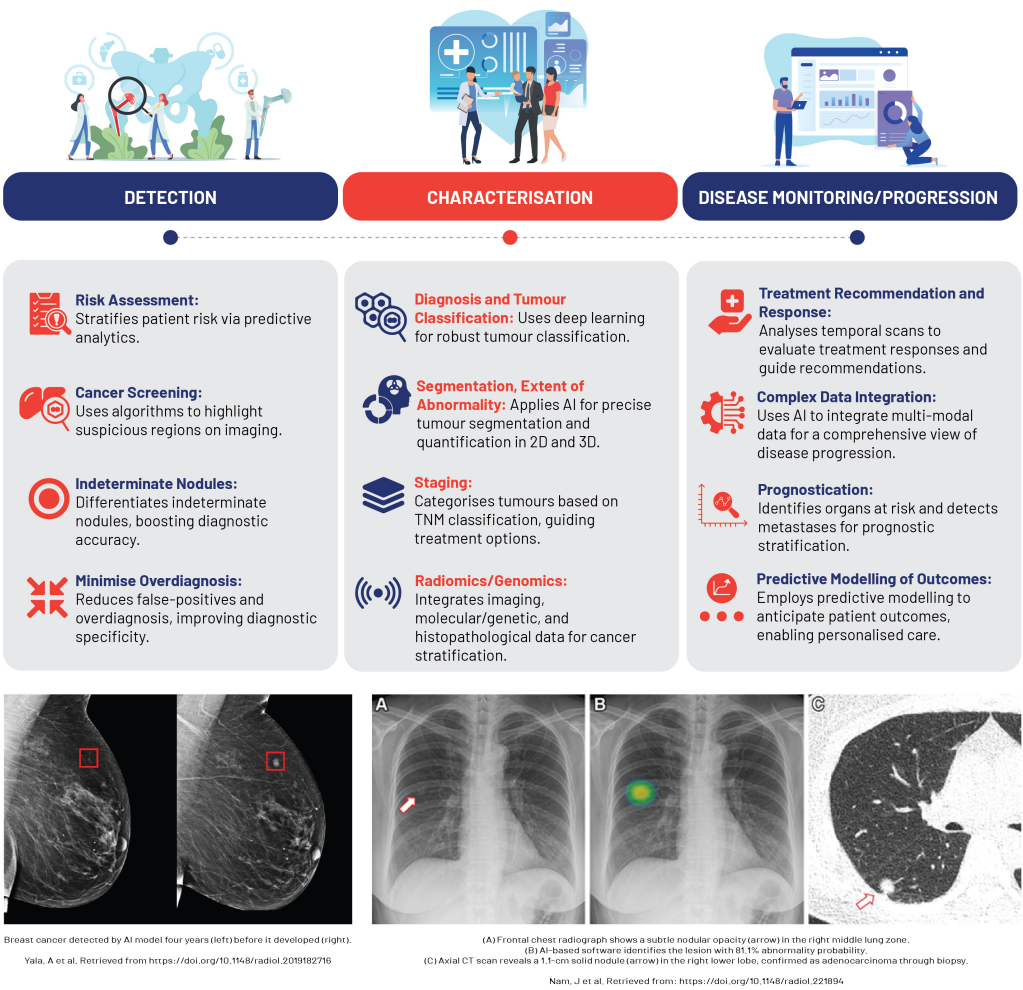 DETECTION
CHARACTERISATION
DISEASE MONITORING/PROGRESSION
Risk Assessment:
Stratifies patient risk via predictive
analytics.
Cancer Screening:
Uses algorithms to highlight
suspicious regions on imaging.
Indeterminate Nodules:
Differentiates indeterminate
nodules, boosting diagnostic
accuracy.
Minimise Overdiagnosis:
Reduces false-positives and
overdiagnosis, improving diagnostic
specificity.
Diagnosis and Tumour
Classification: Uses deep learning
for robust tumour classification.
Segmentation, Extent of
Abnormality: Applies AI for precise
tumour segmentation and
quantification in 2D and 3D.
Staging:
Categorises tumours based on
TNM classification, guiding
treatment options.
Radiomics/Genomics:
Integrates imaging,
molecular/genetic, and
histopathological data for cancer
stratification.
Treatment Recommendation and
Response:
Analyses temporal scans to
evaluate treatment responses and
guide recommendations.
Complex Data Integration:
Uses AI to integrate multi-modal
data for a comprehensive view of
disease progression.
Prognostication:
Identifies organs at risk and detects
metastases for prognostic
stratification.
Predictive Modelling of Outcomes:
Employs predictive modelling to
anticipate patient outcomes,
enabling personalised care.
A
B
C
Breast cancer detected by AI model four years (left) before it developed (right).
Yala, A et al, Retrieved from https://doi.org/10.1148/radiol.2019182716
(A) Frontal chest radiograph shows a subtle nodular opacity (arrow) in the right middle lung zone.
(B) AI-based software identifies the lesion with 81.1% abnormality probability.
(C) Axial CT scan reveals a 1.1-cm solid nodule (arrow) in the right lower lobe, confirmed as adenocarcinoma through biopsy.
Nam, J et al, Retrieved from: https://doi.org/10.1148/radiol.221894